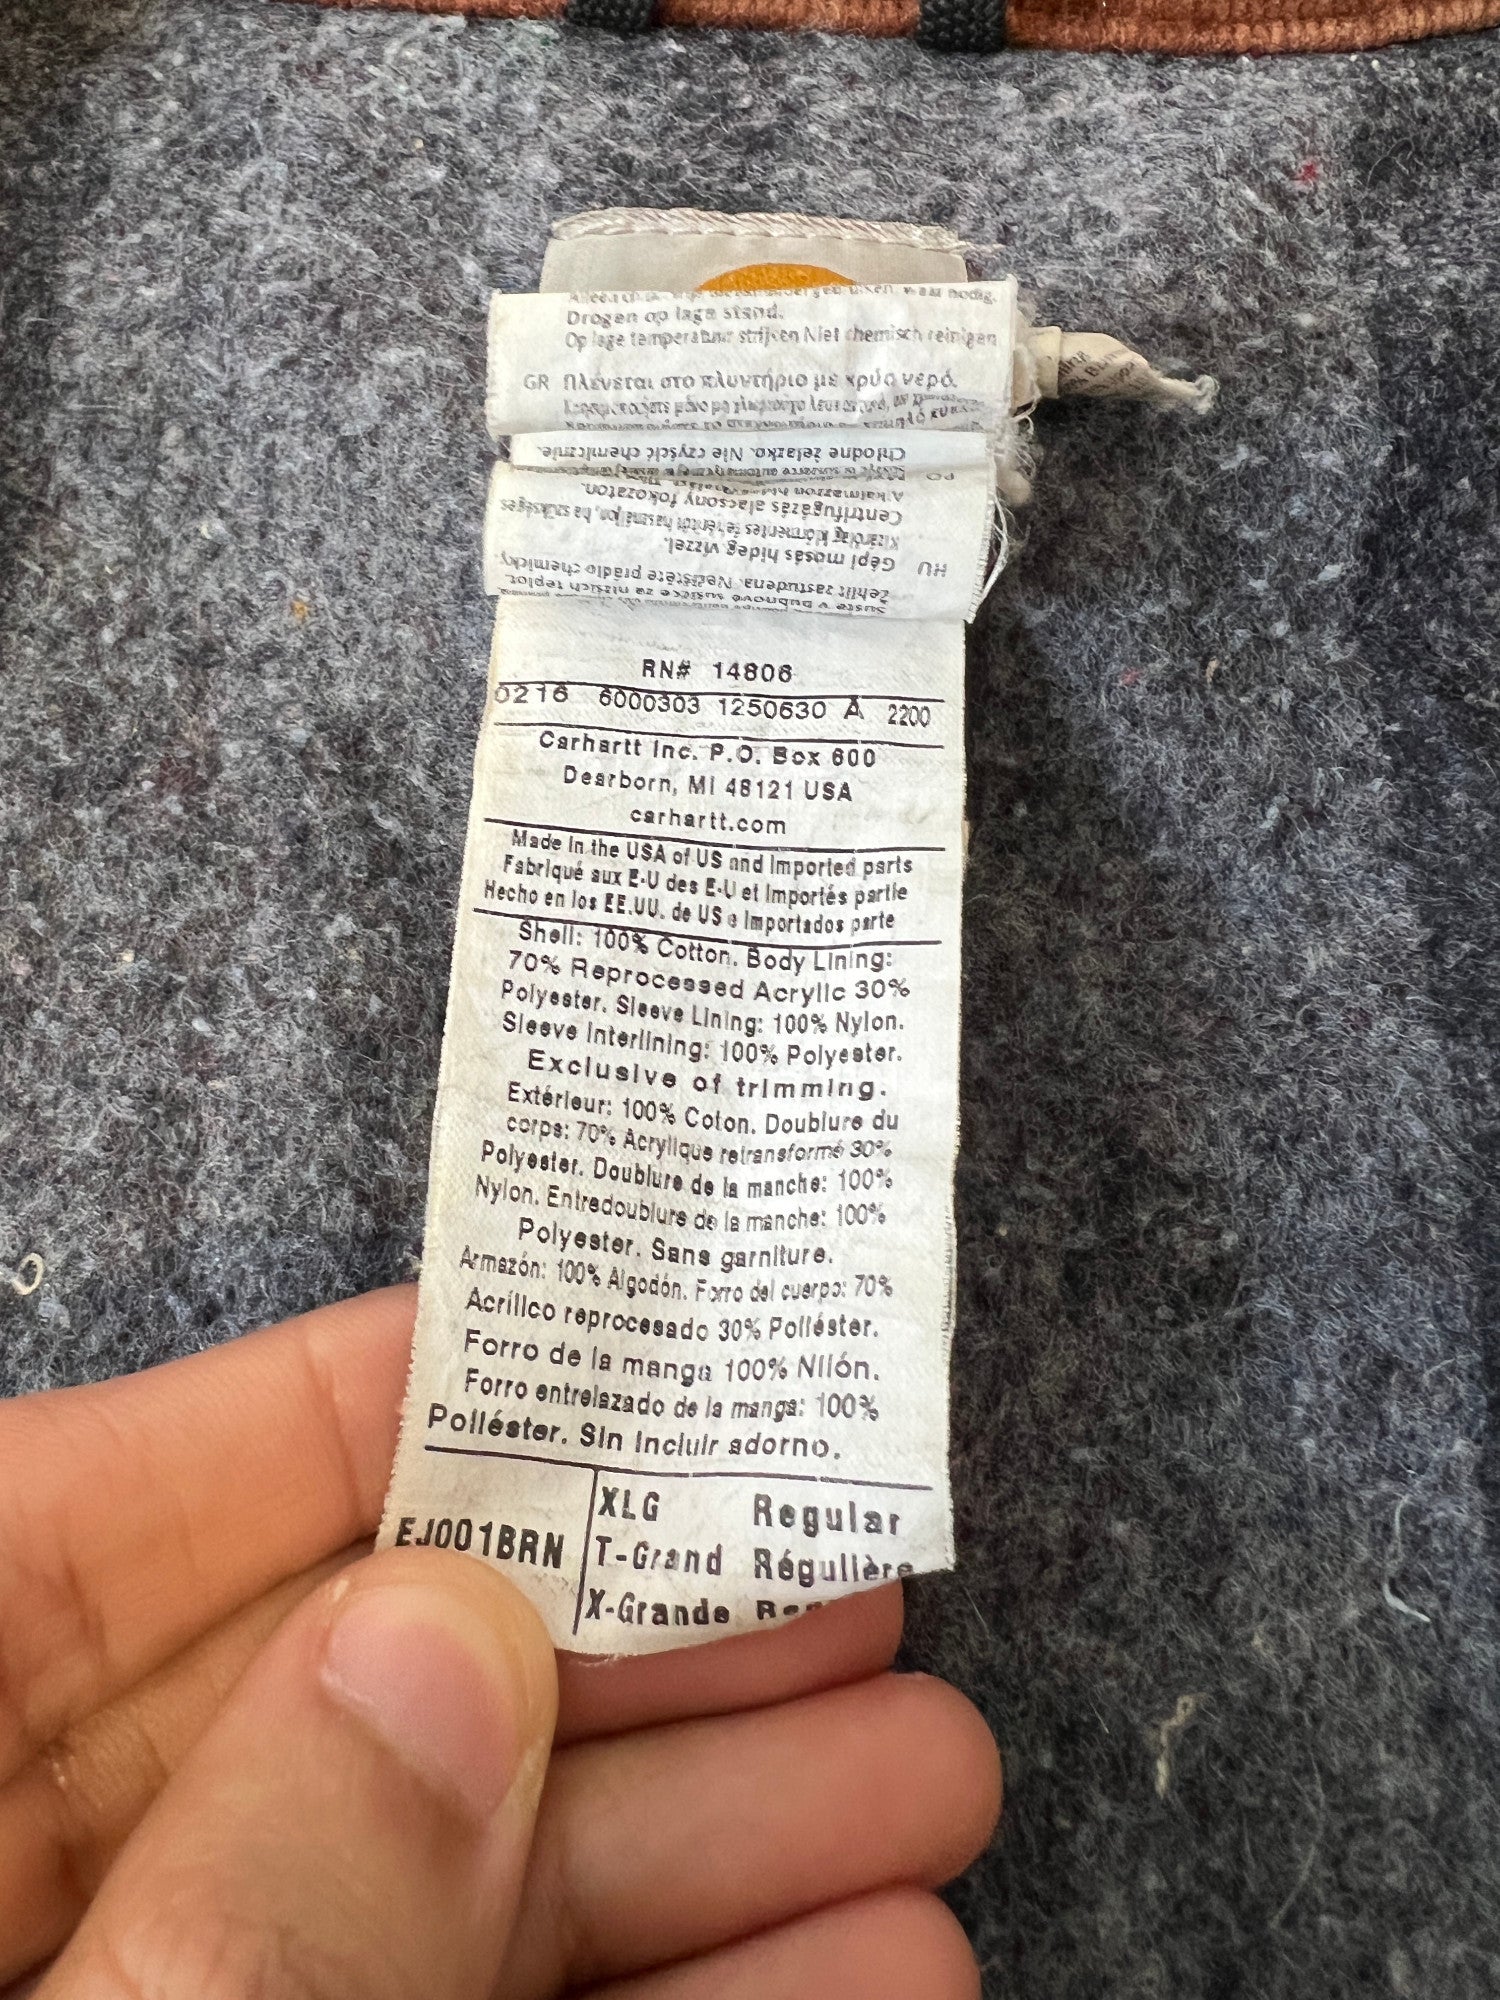 Drogen op lage stand.
Op lage temperatuur strijken Niet chemisch reinigen
GR Πλένεται στο πλυντήριο με κρύο νερό.
Chłodne żelazko. Nie czyścić chemicznie.
Centrifúgázás alacsony fokozaton.
HU Gépi mosás hideg vízzel.
Žehlit zastudena. Nečistěte prádlo chemicky.
RN# 14806
0216 6000303 1250630 A 2200
Carhartt Inc. P.O. Box 600
Dearborn, MI 48121 USA
carhartt.com
Made In the USA of US and Imported parts
Fabriqué aux E-U des E-U et Importés partie
Hecho en los EE.UU. de US e Importados parte
Shell: 100% Cotton. Body Lining:
70% Reprocessed Acrylic 30%
Polyester. Sleeve Lining: 100% Nylon.
Sleeve Interlining: 100% Polyester.
Exclusive of trimming.
Extérieur: 100% Coton. Doublure du
corps: 70% Acrylique retransformé 30%
Polyester. Doublure de la manche: 100%
Nylon. Entredoublure de la manche: 100%
Polyester. Sans garniture.
Armazón: 100% Algodón. Forro del cuerpo: 70%
Acrílico reprocesado 30% Poliéster.
Forro de la manga 100% Nilón.
Forro entrelazado de la manga: 100%
Poliéster. Sin Incluir adorno.
EJ001BRN
XLG Regular
T-Grand Régulière
X-Grande